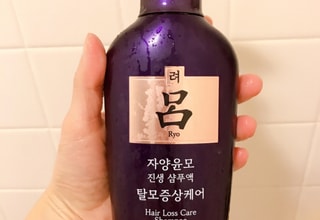 려
呂
Ryo
자양윤모
진생 샴푸액
탈모증상케어
Hair Loss Care
Shampoo